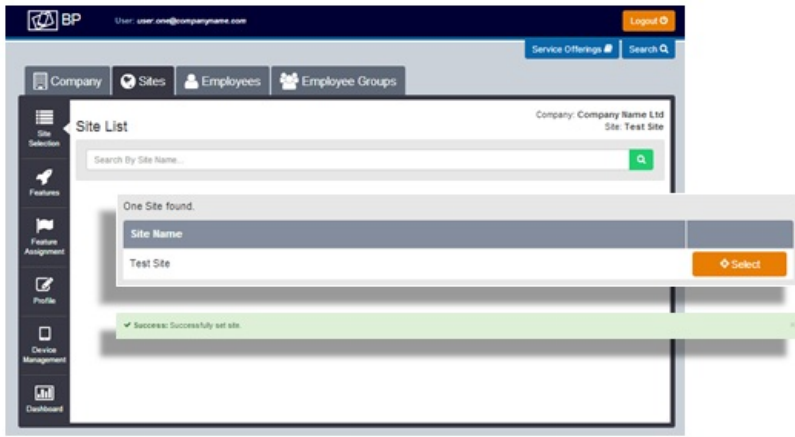 BP User: user.one@companyname.com Logout
Service Offerings Search
Company Sites Employees Employee Groups
Site Selection
Features
Feature Assignment
Profile
Device Management
Dashboard
Site List
Company: Company Name Ltd
Site: Test Site
Search By Site Name...
One Site found.
Site Name
Test Site Select
Success: Successfully set site.
×